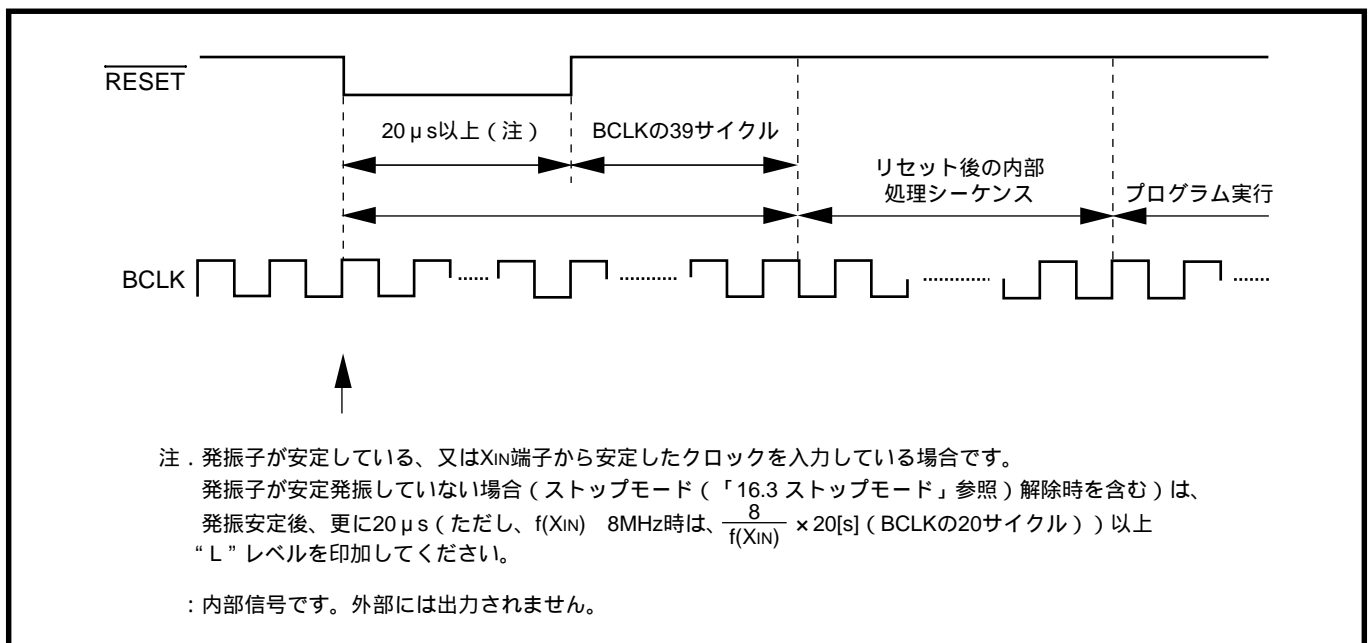 RESET
20μs以上（注）
BCLKの39サイクル
リセット後の内部
処理シーケンス
プログラム実行
BCLK
注．発振子が安定している、又はXIN端子から安定したクロックを入力している場合です。
発振子が安定発振していない場合（ストップモード（「16.3 ストップモード」参照）解除時を含む）は、
発振安定後、更に20μs（ただし、f(XIN) 8MHz時は、8/f(XIN)×20[s]（BCLKの20サイクル））以上
“L”レベルを印加してください。
：内部信号です。外部には出力されません。